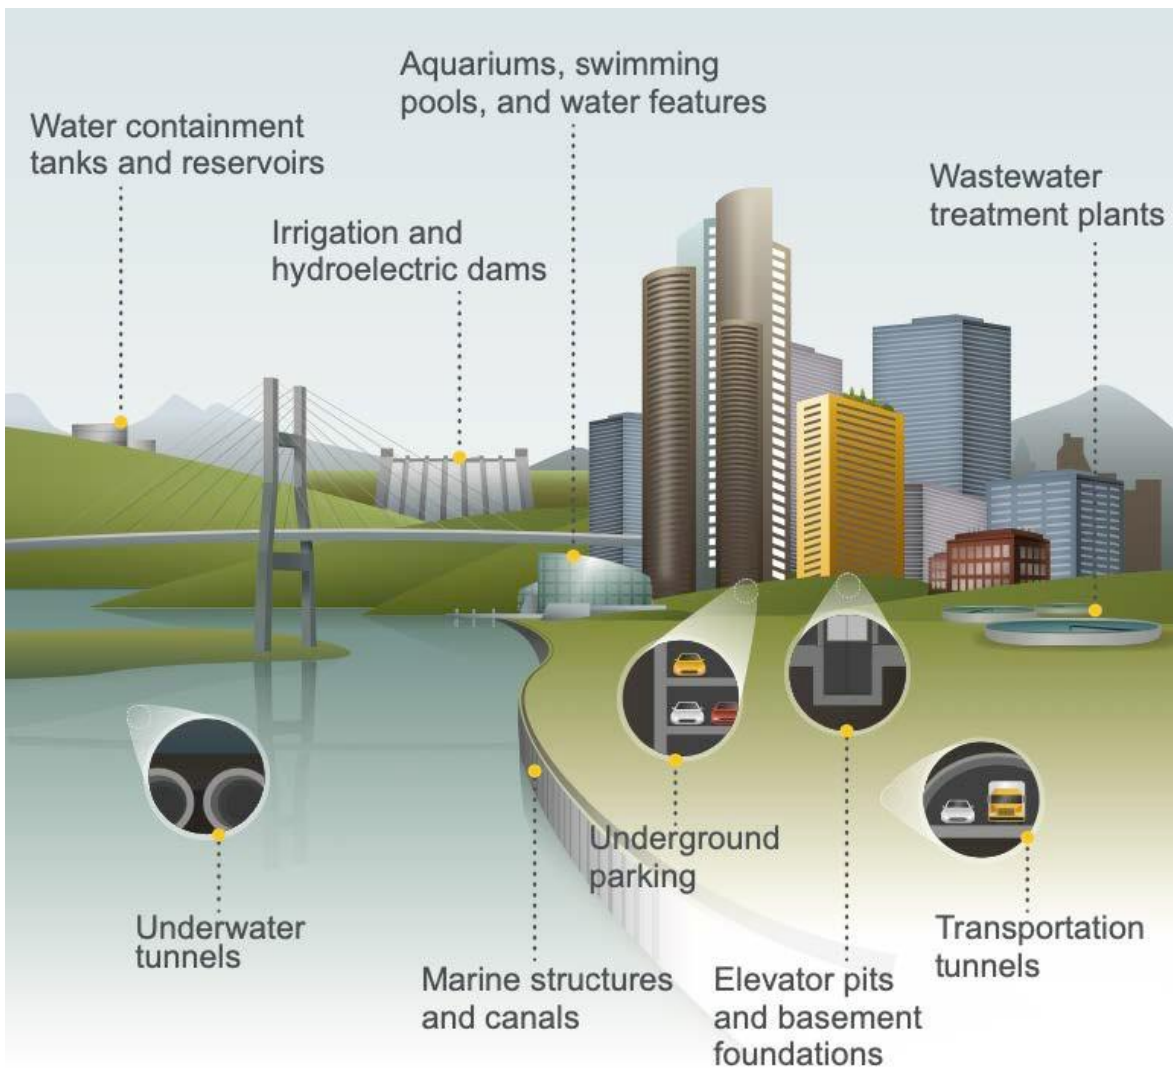 Aquariums, swimming
pools, and water features
Water containment
tanks and reservoirs
Wastewater
treatment plants
Irrigation and
hydroelectric dams
Underground
parking
Underwater
tunnels
Transportation
tunnels
Marine structures
and canals
Elevator pits
and basement
foundations